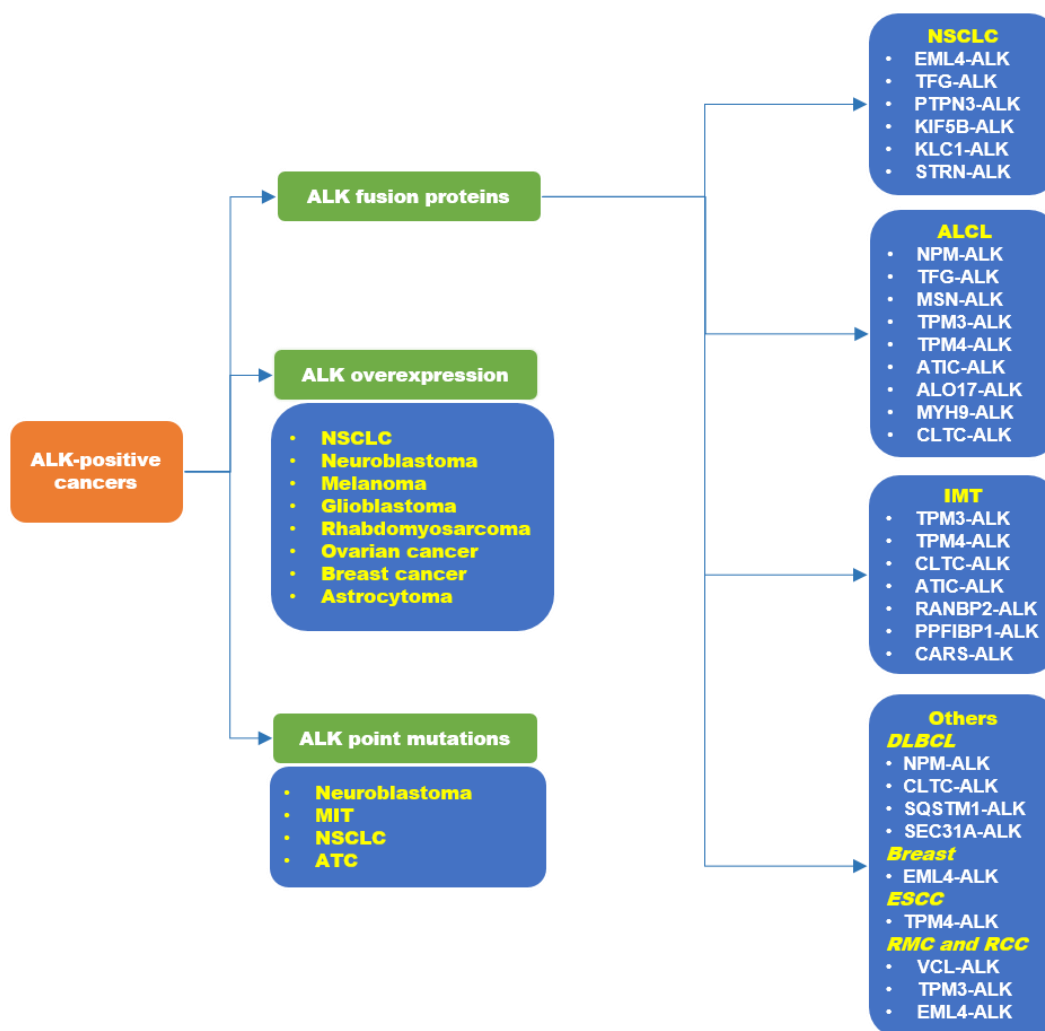 ALK-positive
cancers
ALK fusion proteins
ALK overexpression
• NSCLC
• Neuroblastoma
• Melanoma
• Glioblastoma
• Rhabdomyosarcoma
• Ovarian cancer
• Breast cancer
• Astrocytoma
ALK point mutations
• Neuroblastoma
• MIT
• NSCLC
• ATC
NSCLC
• EML4-ALK
• TFG-ALK
• PTPN3-ALK
• KIF5B-ALK
• KLC1-ALK
• STRN-ALK
ALCL
• NPM-ALK
• TFG-ALK
• MSN-ALK
• TPM3-ALK
• TPM4-ALK
• ATIC-ALK
• ALO17-ALK
• MYH9-ALK
• CLTC-ALK
IMT
• TPM3-ALK
• TPM4-ALK
• CLTC-ALK
• ATIC-ALK
• RANBP2-ALK
• PPFIBP1-ALK
• CARS-ALK
Others
DLBCL
• NPM-ALK
• CLTC-ALK
• SQSTM1-ALK
• SEC31A-ALK
Breast
• EML4-ALK
ESCC
• TPM4-ALK
RMC and RCC
• VCL-ALK
• TPM3-ALK
• EML4-ALK